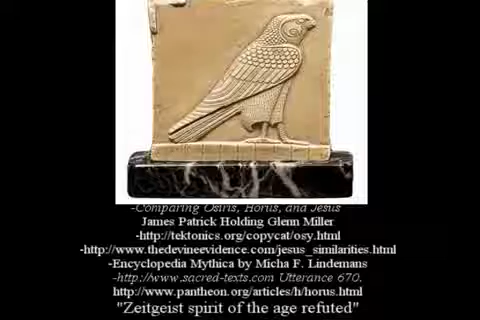 -Comparing Osiris, Horus, and Jesus
James Patrick Holding Glenn Miller
-http://tektonics.org/copycat/osy.html
-http://www.thedevineevidence.com/jesus_similarities.html
-Encyclopedia Mythica by Micha F. Lindemans
-http://www.sacred-texts.com Utterance 670.
http://www.pantheon.org/articles/h/horus.html
"Zeitgeist spirit of the age refuted"